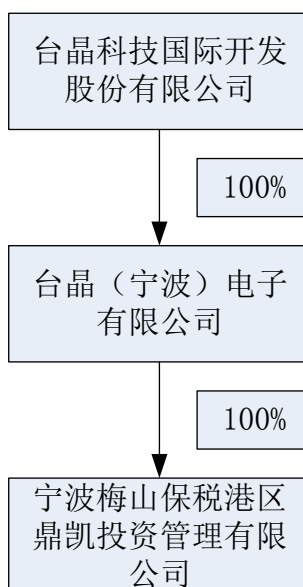 台晶科技国际开发
股份有限公司
100%
台晶（宁波）电子
有限公司
100%
宁波梅山保税港区
鼎凯投资管理有限
公司